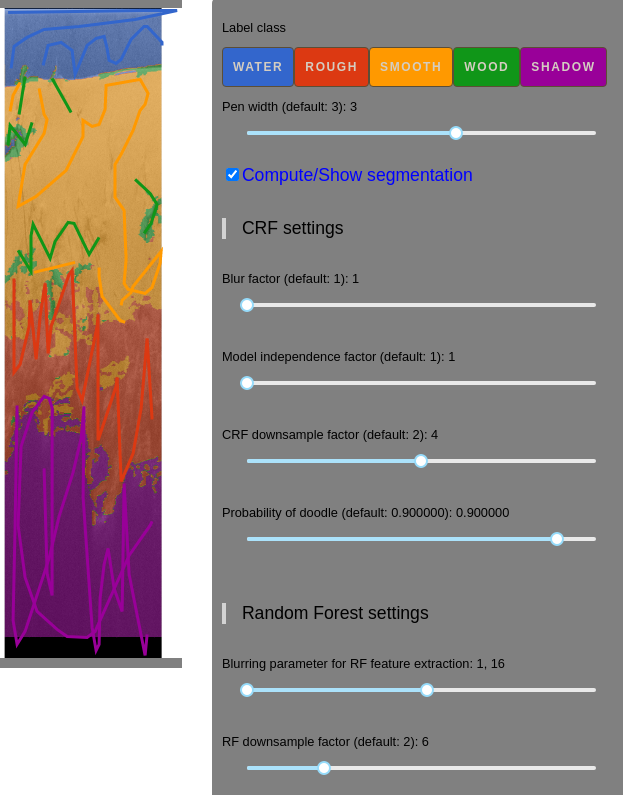 Label class
WATER ROUGH SMOOTH WOOD SHADOW
Pen width (default: 3): 3
Compute/Show segmentation
CRF settings
Blur factor (default: 1): 1
Model independence factor (default: 1): 1
CRF downsample factor (default: 2): 4
Probability of doodle (default: 0.900000): 0.900000
Random Forest settings
Blurring parameter for RF feature extraction: 1, 16
RF downsample factor (default: 2): 6